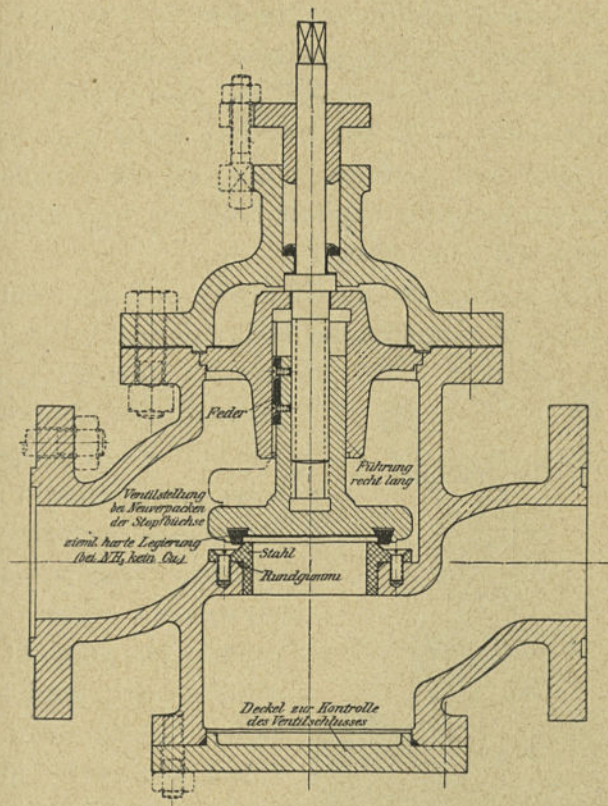 Feder
Führung
recht lang
Ventilstellung
bei Neuverpacken
der Stopfbüchse
zieml. harte Legierung
(bei NH₃ kein Cu.)
Stahl
Rundgummi
Deckel zur Kontrolle
des Ventilschlusses